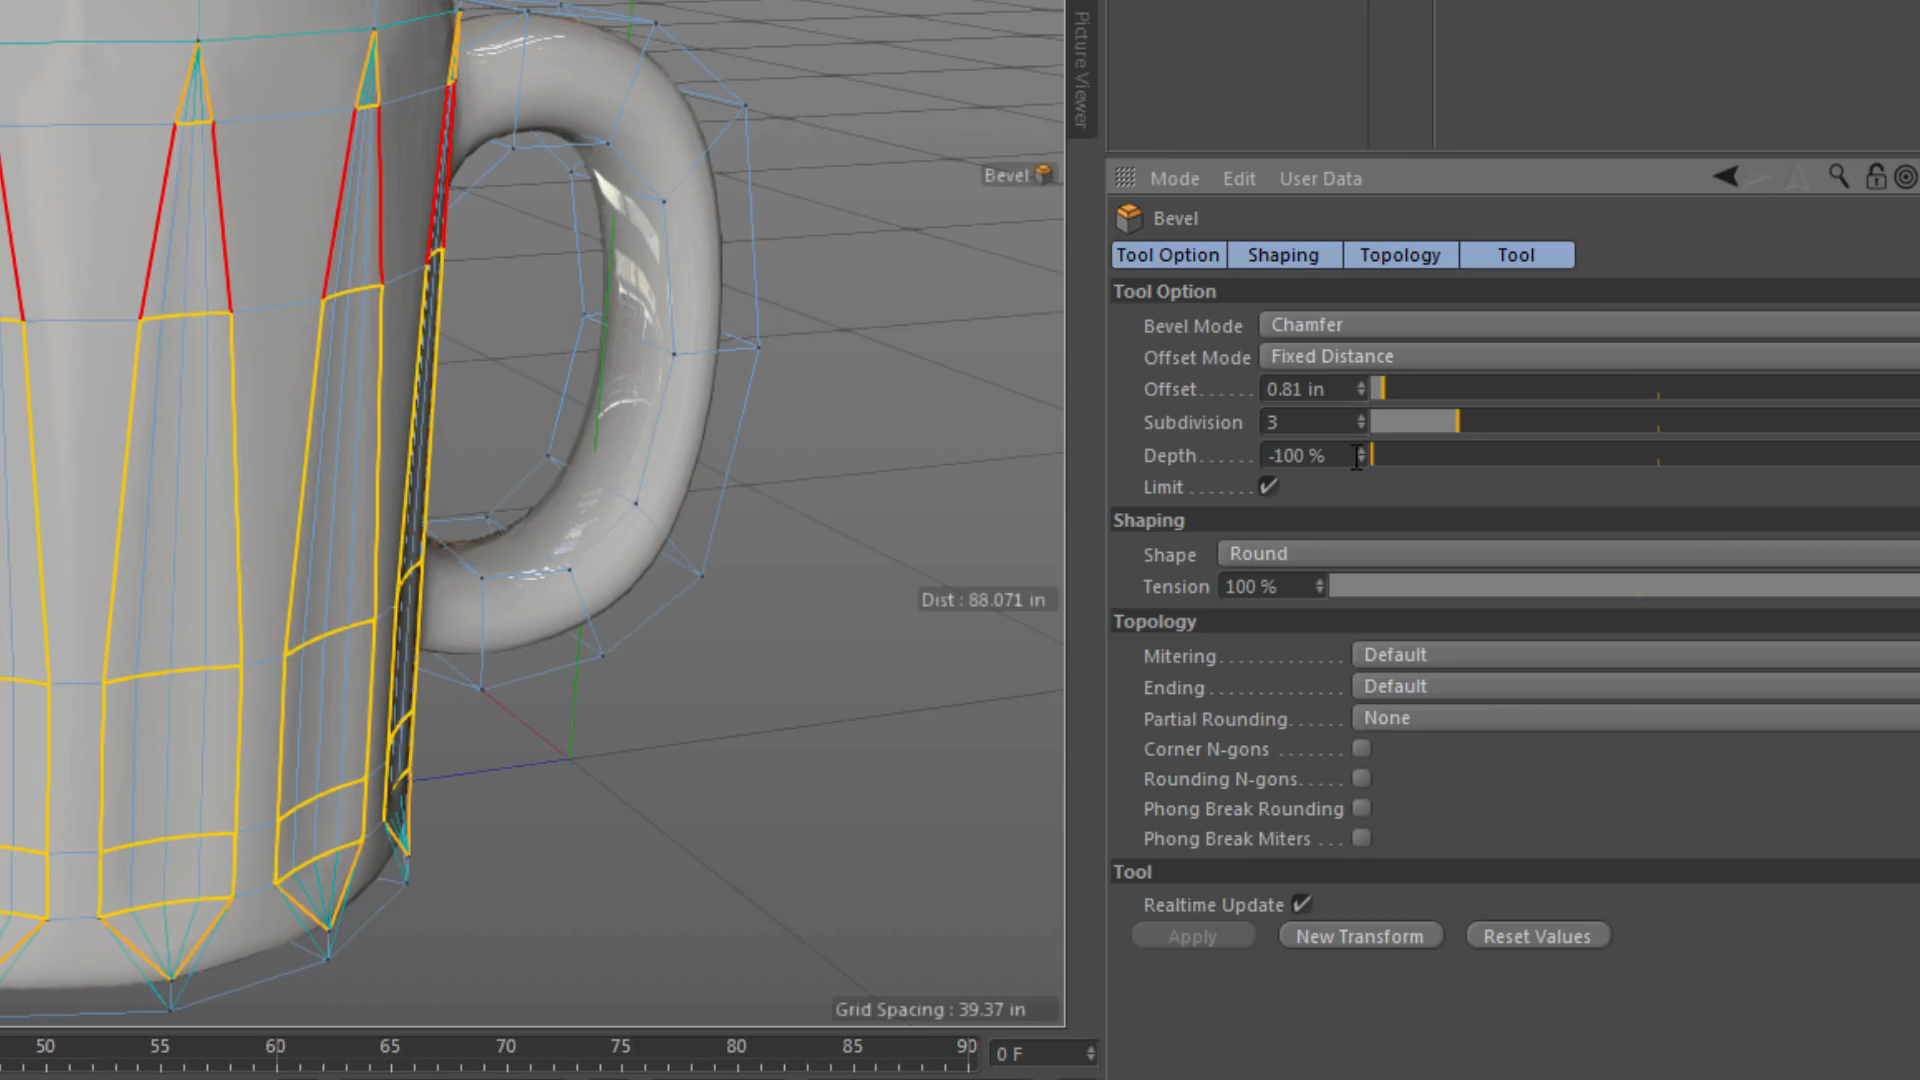 Picture Viewer
Bevel
Dist : 88.071 in
Grid Spacing : 39.37 in
50 55 60 65 70 75 80 85 90
0 F
Mode Edit User Data
Bevel
Tool Option Shaping Topology Tool
Tool Option
Bevel Mode Chamfer
Offset Mode Fixed Distance
Offset . . . . . . 0.81 in
Subdivision 3
Depth . . . . . . -100 %
Limit . . . . . . .
Shaping
Shape Round
Tension 100 %
Topology
Mitering . . . . . . . . . . . . Default
Ending . . . . . . . . . . . . . Default
Partial Rounding . . . . . None
Corner N-gons . . . . . . .
Rounding N-gons . . . .
Phong Break Rounding
Phong Break Miters . . .
Tool
Realtime Update
Apply New Transform Reset Values